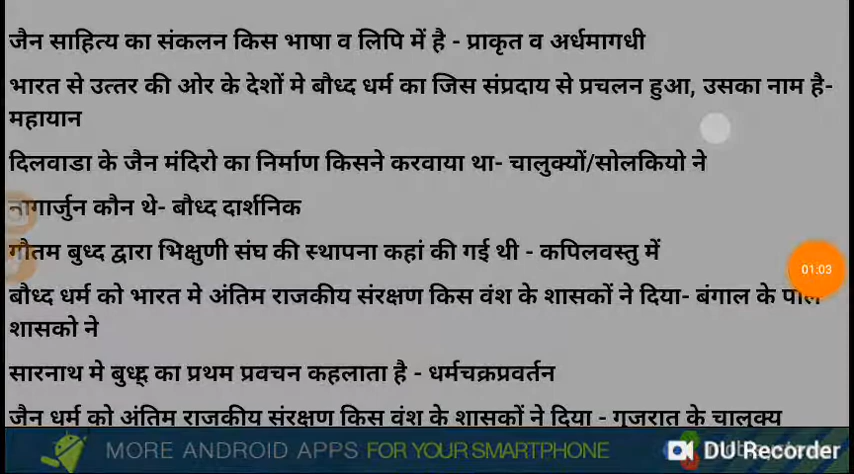 जैन साहित्य का संकलन किस भाषा व लिपि में है - प्राकृत व अर्धमागधी
भारत से उत्तर की ओर के देशों मे बौध्द धर्म का जिस संप्रदाय से प्रचलन हुआ, उसका नाम है-
महायान
दिलवाडा के जैन मंदिरो का निर्माण किसने करवाया था- चालुक्यों/सोलकियो ने
नागार्जुन कौन थे- बौध्द दार्शनिक
गौतम बुध्द द्वारा भिक्षुणी संघ की स्थापना कहां की गई थी - कपिलवस्तु में
बौध्द धर्म को भारत मे अंतिम राजकीय संरक्षण किस वंश के शासकों ने दिया- बंगाल के पाल
शासको ने
सारनाथ मे बुध्द् का प्रथम प्रवचन कहलाता है - धर्मचक्रप्रवर्तन
जैन धर्म को अंतिम राजकीय संरक्षण किस वंश के शासकों ने दिया - गुजरात के चालुक्य
01:03
MORE ANDROID APPS FOR YOUR SMARTPHONE
DU Recorder